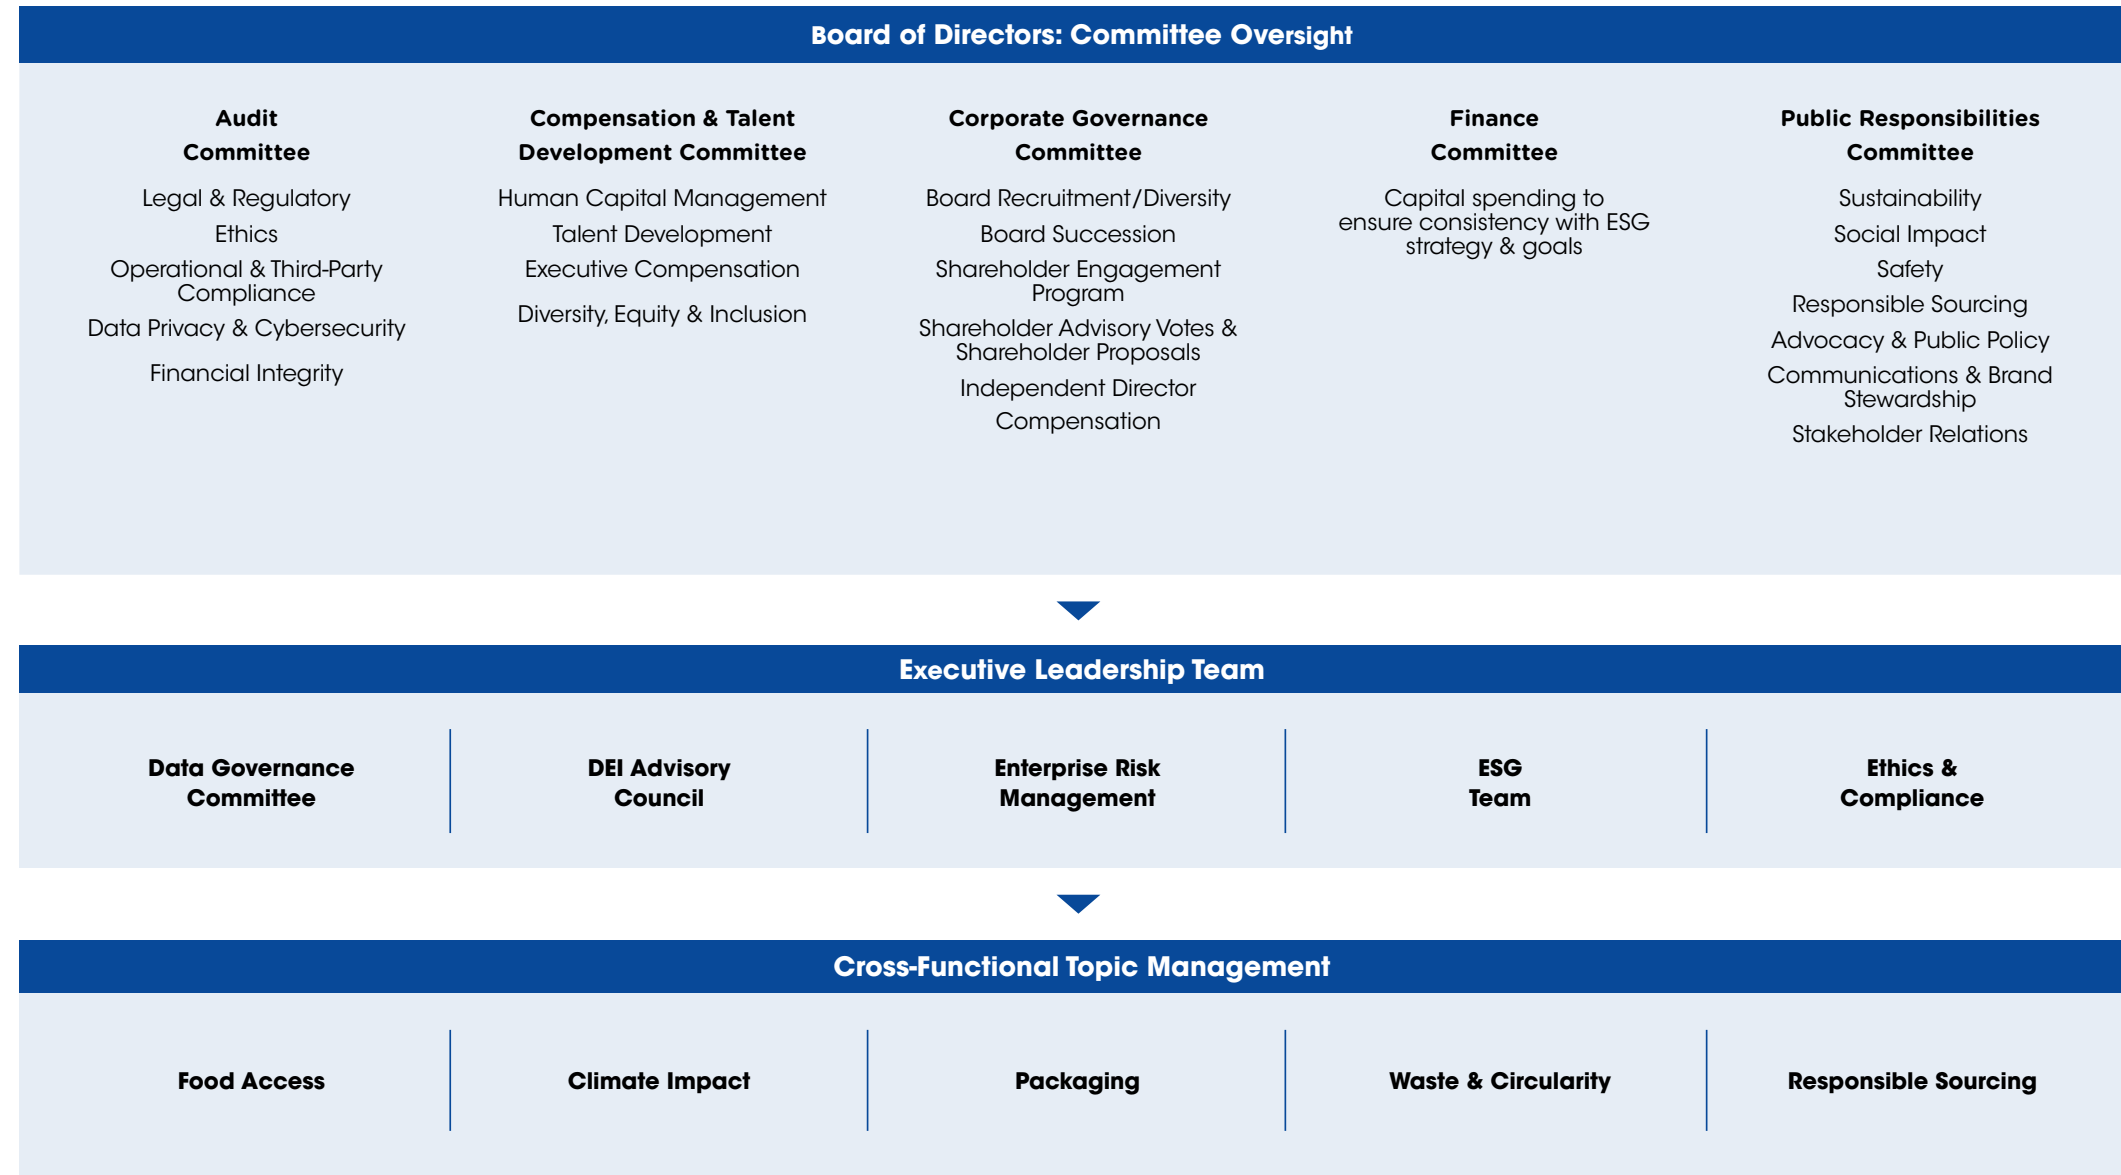 Board of Directors: Committee Oversight
Audit
Committee
Legal & Regulatory
Ethics
Operational & Third-Party
Compliance
Data Privacy & Cybersecurity
Financial Integrity
Compensation & Talent
Development Committee
Human Capital Management
Talent Development
Executive Compensation
Diversity, Equity & Inclusion
Corporate Governance
Committee
Board Recruitment/Diversity
Board Succession
Shareholder Engagement
Program
Shareholder Advisory Votes &
Shareholder Proposals
Independent Director
Compensation
Finance
Committee
Capital spending to
ensure consistency with ESG
strategy & goals
Public Responsibilities
Committee
Sustainability
Social Impact
Safety
Responsible Sourcing
Advocacy & Public Policy
Communications & Brand
Stewardship
Stakeholder Relations
Executive Leadership Team
Data Governance
Committee
DEI Advisory
Council
Enterprise Risk
Management
ESG
Team
Ethics &
Compliance
Cross-Functional Topic Management
Food Access
Climate Impact
Packaging
Waste & Circularity
Responsible Sourcing